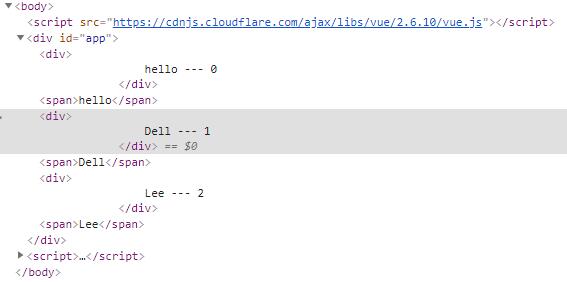 ▼<body>
<script src="https://cdnjs.cloudflare.com/ajax/libs/vue/2.6.10/vue.js"></script>
▼<div id="app">
<div>
hello --- 0
</div>
<span>hello</span>
<div>
Dell --- 1
</div> == $0
<span>Dell</span>
<div>
Lee --- 2
</div>
<span>Lee</span>
</div>
▶<script>…</script>
</body>